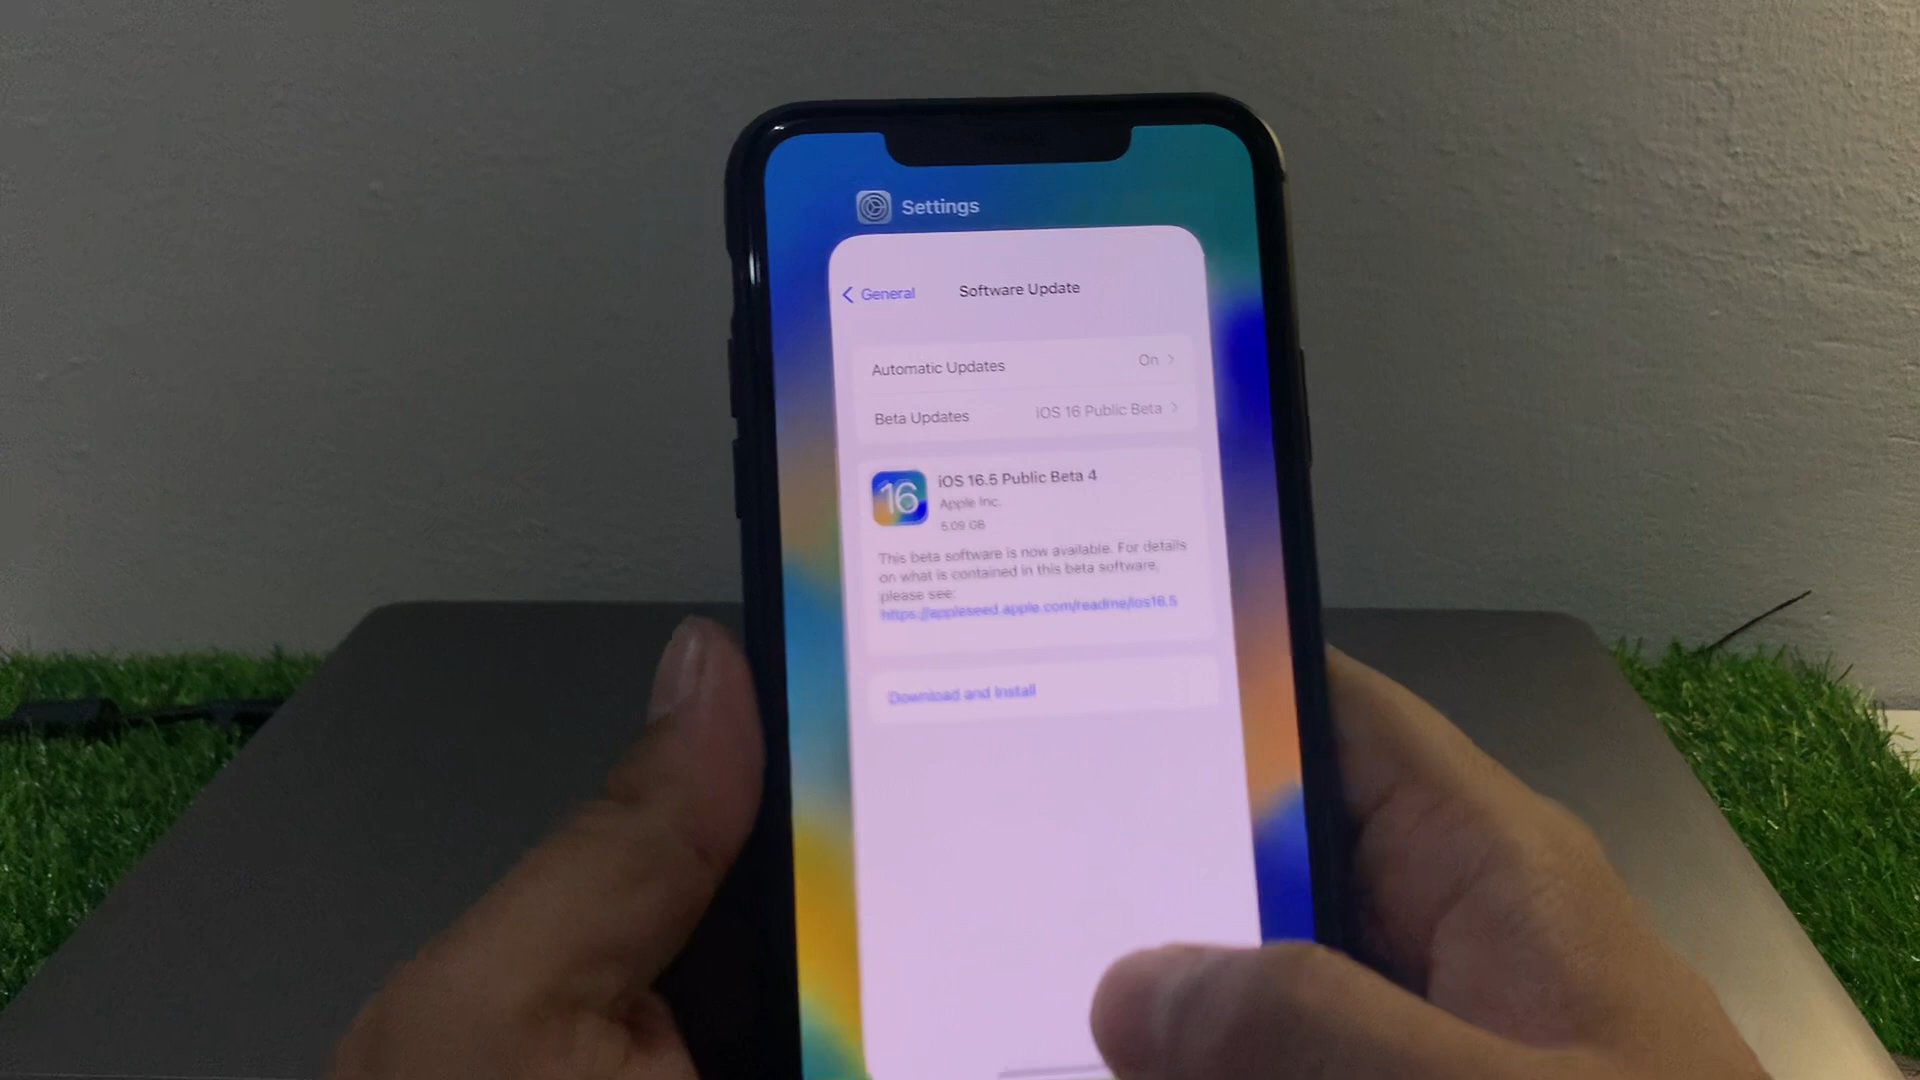 Settings
General
Software Update
Automatic Updates On
Beta Updates iOS 16 Public Beta
16
iOS 16.5 Public Beta 4
Apple Inc.
5.09 GB
This beta software is now available. For details
on what is contained in this beta software,
please see:
https://appleseed.apple.com/readme/ios16.5
Download and Install